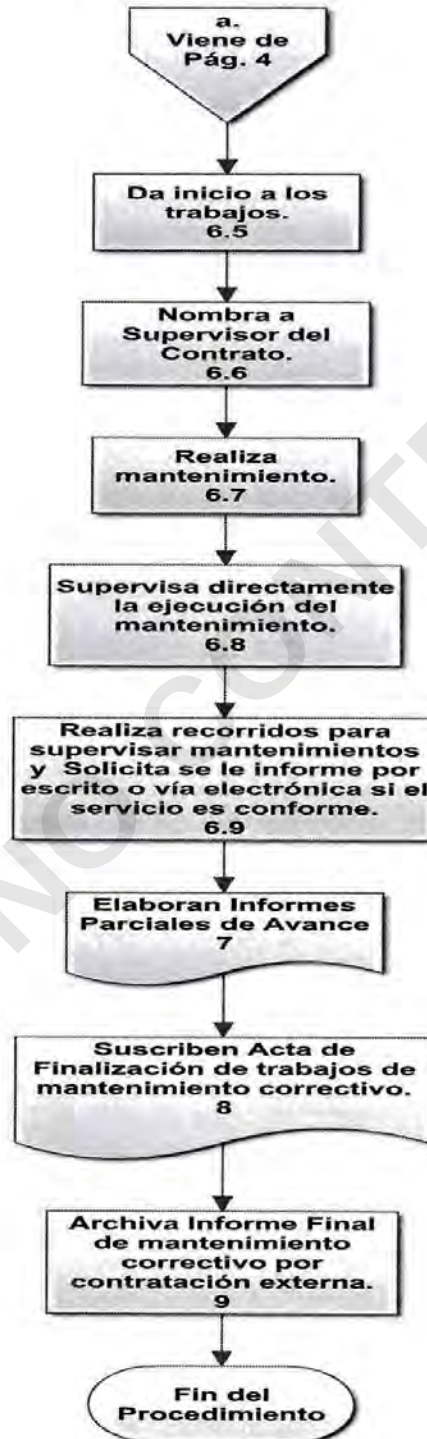 a.
Viene de
Pág. 4
Da inicio a los
trabajos.
6.5
Nombra a
Supervisor del
Contrato.
6.6
Realiza
mantenimiento.
6.7
Supervisa directamente
la ejecución del
mantenimiento.
6.8
Realiza recorridos para
supervisar mantenimientos
y Solicita se le informe por
escrito o vía electrónica si el
servicio es conforme.
6.9
Elaboran Informes
Parciales de Avance
7
Suscriben Acta de
Finalización de trabajos de
mantenimiento correctivo.
8
Archiva Informe Final
de mantenimiento
correctivo por
contratación externa.
9
Fin del
Procedimiento